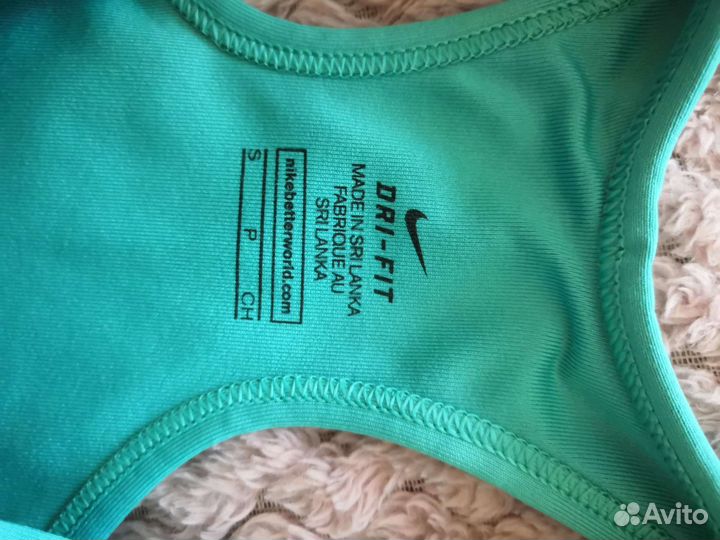 DRI-FIT
MADE IN SRI LANKA
FABRIQUE AU
SRI LANKA
nikebetterworld.com
S P CH
Avito